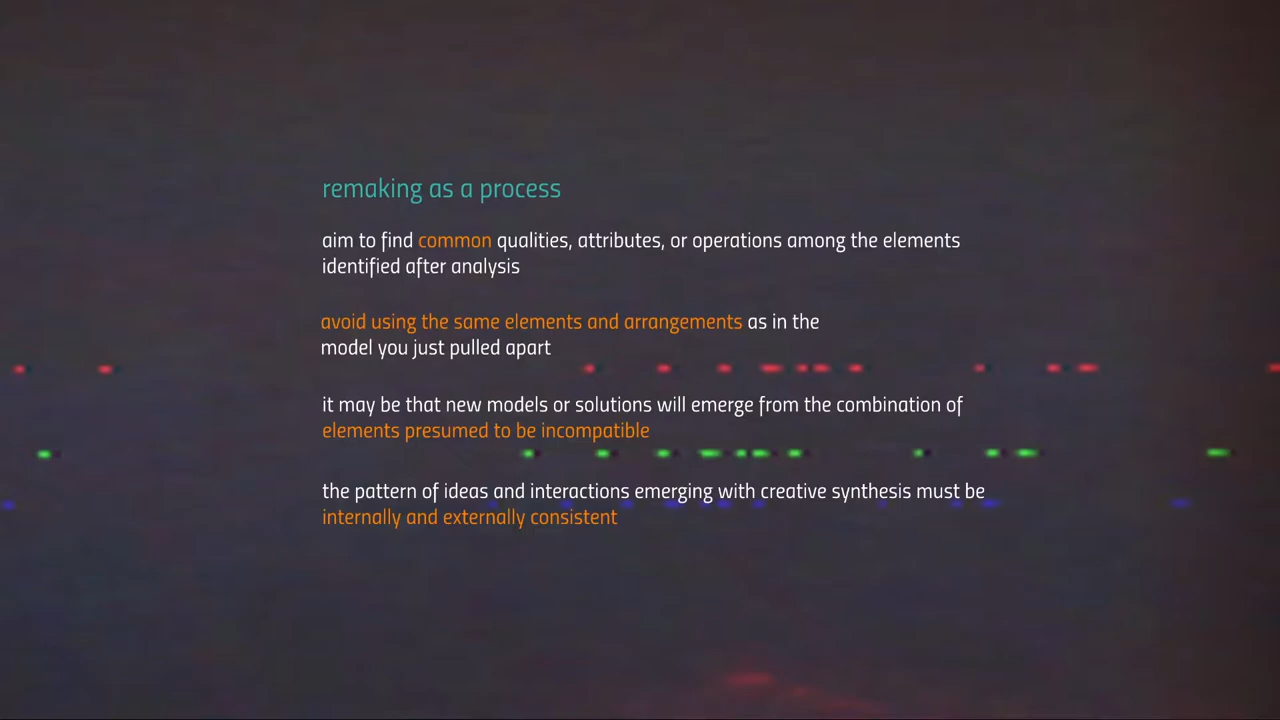 remaking as a process
aim to find common qualities, attributes, or operations among the elements
identified after analysis
avoid using the same elements and arrangements as in the
model you just pulled apart
it may be that new models or solutions will emerge from the combination of
elements presumed to be incompatible
the pattern of ideas and interactions emerging with creative synthesis must be
internally and externally consistent